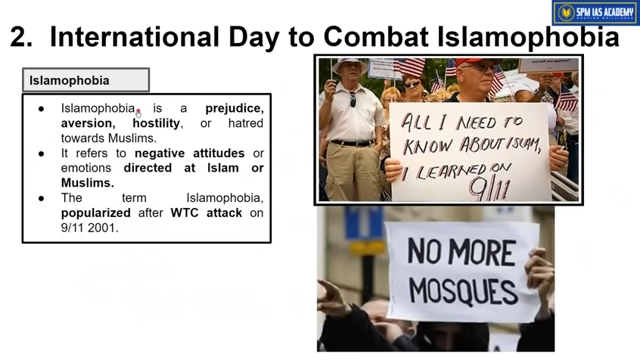 SPM IAS ACADEMY
INSPIRING BRILLIANCE
2. International Day to Combat Islamophobia
Islamophobia
● Islamophobia is a prejudice,
aversion, hostility, or hatred
towards Muslims.
● It refers to negative attitudes or
emotions directed at Islam or
Muslims.
● The term Islamophobia,
popularized after WTC attack on
9/11 2001.
ALL I NEED TO
KNOW ABOUT ISLAM,
I LEARNED ON
9/11
NO MORE
MOSQUES